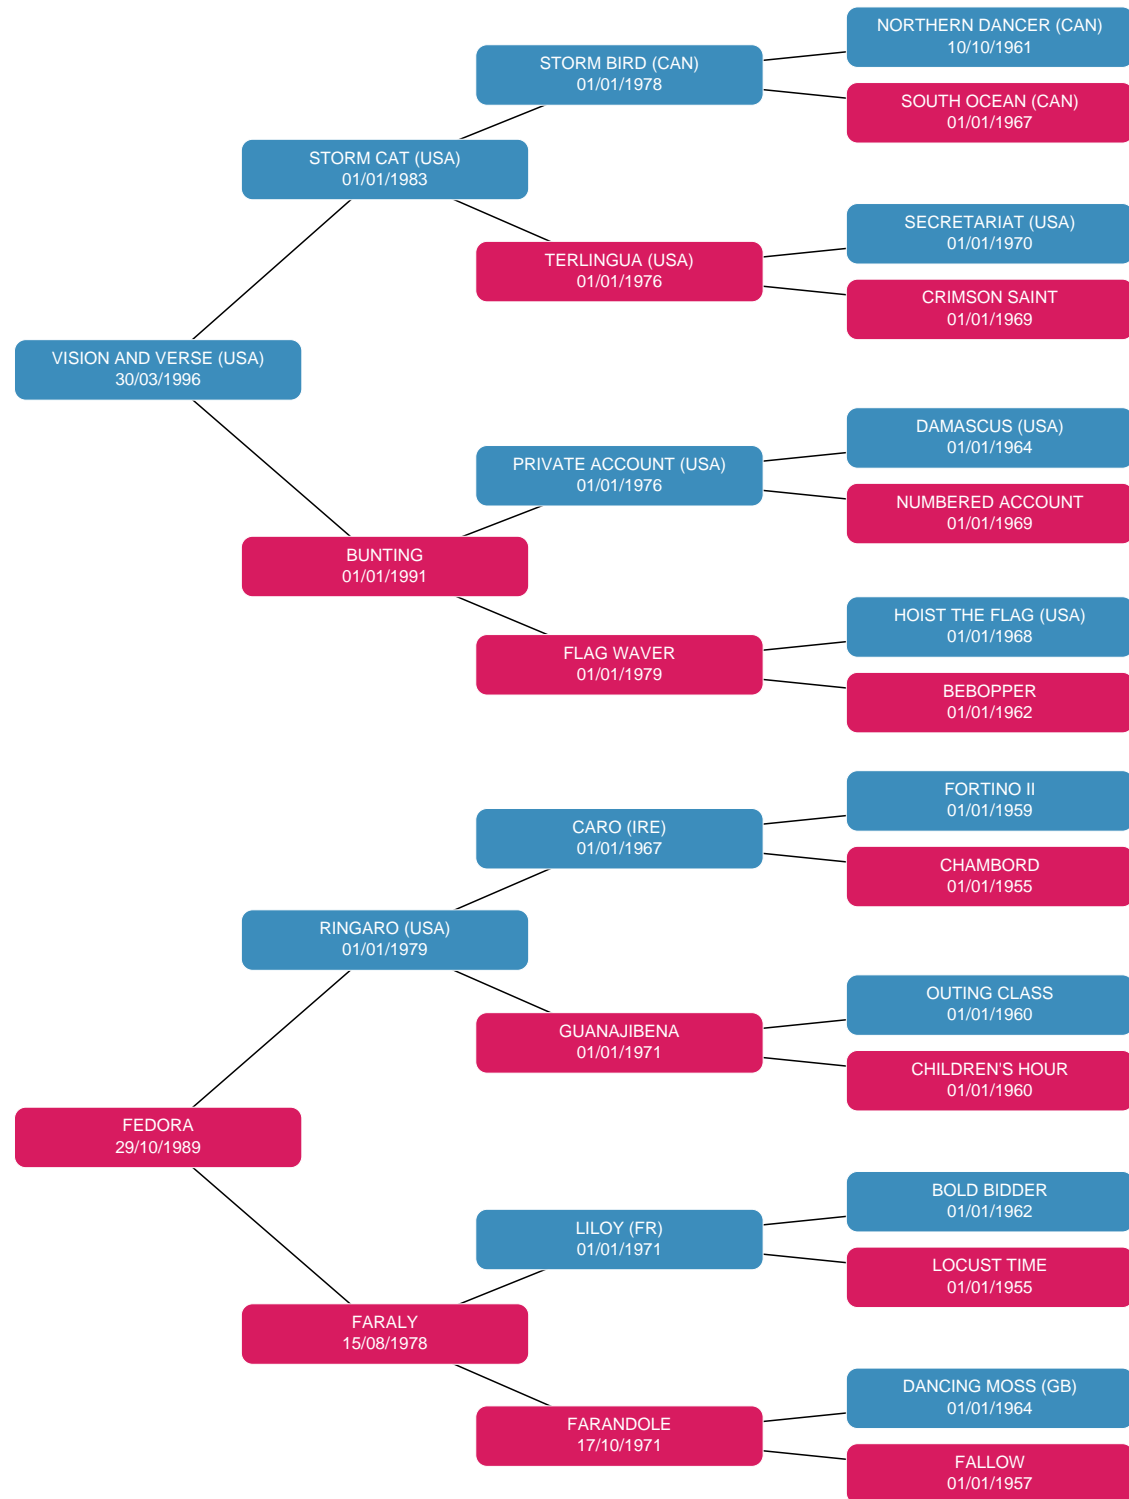 NORTHERN DANCER (CAN)
10/10/1961
STORM BIRD (CAN)
01/01/1978
SOUTH OCEAN (CAN)
01/01/1967
STORM CAT (USA)
01/01/1983
SECRETARIAT (USA)
01/01/1970
TERLINGUA (USA)
01/01/1976
CRIMSON SAINT
01/01/1969
VISION AND VERSE (USA)
30/03/1996
DAMASCUS (USA)
01/01/1964
PRIVATE ACCOUNT (USA)
01/01/1976
NUMBERED ACCOUNT
01/01/1969
BUNTING
01/01/1991
HOIST THE FLAG (USA)
01/01/1968
FLAG WAVER
01/01/1979
BEBOPPER
01/01/1962
FORTINO II
01/01/1959
CARO (IRE)
01/01/1967
CHAMBORD
01/01/1955
RINGARO (USA)
01/01/1979
OUTING CLASS
01/01/1960
GUANAJIBENA
01/01/1971
CHILDREN'S HOUR
01/01/1960
FEDORA
29/10/1989
BOLD BIDDER
01/01/1962
LILOY (FR)
01/01/1971
LOCUST TIME
01/01/1955
FARALY
15/08/1978
DANCING MOSS (GB)
01/01/1964
FARANDOLE
17/10/1971
FALLOW
01/01/1957